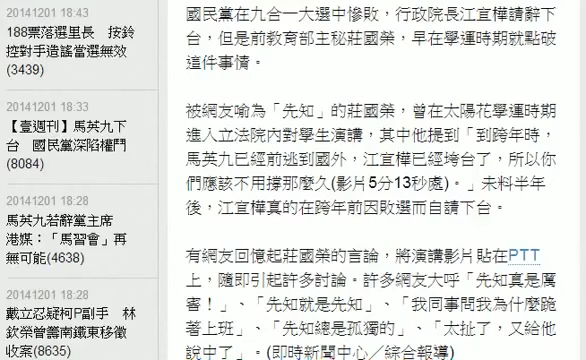 20141201 18:43
188票落選里長　按鈴
控對手造謠當選無效
(3439)
20141201 18:33
【壹週刊】馬英九下
台　國民黨深陷權鬥
(8084)
20141201 18:28
馬英九若辭黨主席
港媒：「馬習會」再
無可能(4638)
20141201 18:28
戴立忍疑柯P副手　林
欽榮曾籌南鐵東移徵
收案(8635)
國民黨在九合一大選中慘敗，行政院長江宜樺請辭下
台，但是前教育部主秘莊國榮，早在學運時期就點破
這件事情。
被網友喻為「先知」的莊國榮，曾在太陽花學運時期
進入立法院內對學生演講，其中他提到「到跨年時，
馬英九已經前逃到國外，江宜樺已經垮台了，所以你
們應該不用撐那麼久(影片5分13秒處)。」未料半年
後，江宜樺真的在跨年前因敗選而自請下台。
有網友回憶起莊國榮的言論，將演講影片貼在PTT
上，隨即引起許多討論。許多網友大呼「先知真是厲
害！」、「先知就是先知」、「我同事問我為什麼跪
著上班」、「先知總是孤獨的」、「太扯了，又給他
說中了」。(即時新聞中心／綜合報導)